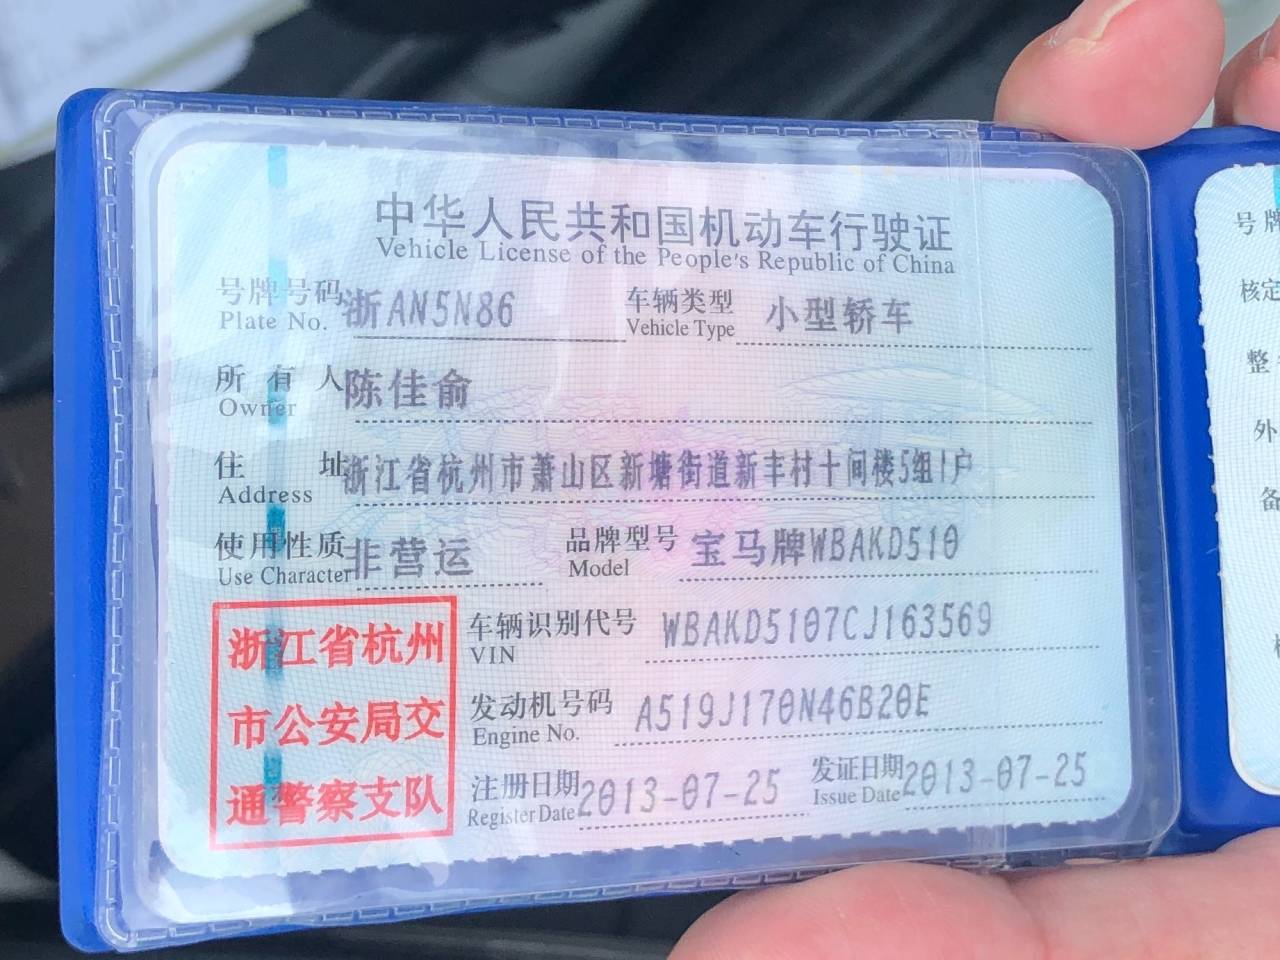 中华人民共和国机动车行驶证
Vehicle License of the People's Republic of China
号牌号码 浙AN5N86 车辆类型 小型轿车
Plate No. Vehicle Type
所有人 陈佳俞
Owner
住址 浙江省杭州市萧山区新塘街道新丰村十间楼5组1户
Address
使用性质 非营运 品牌型号 宝马牌WBAKD510
Use Character Model
浙江省杭州
市公安局交
通警察支队
车辆识别代号 WBAKD5107CJ163569
VIN
发动机号码 A519J170N46B20E
Engine No.
注册日期 2013-07-25 发证日期 2013-07-25
Register Date Issue Date
号牌
核定
整
外
备